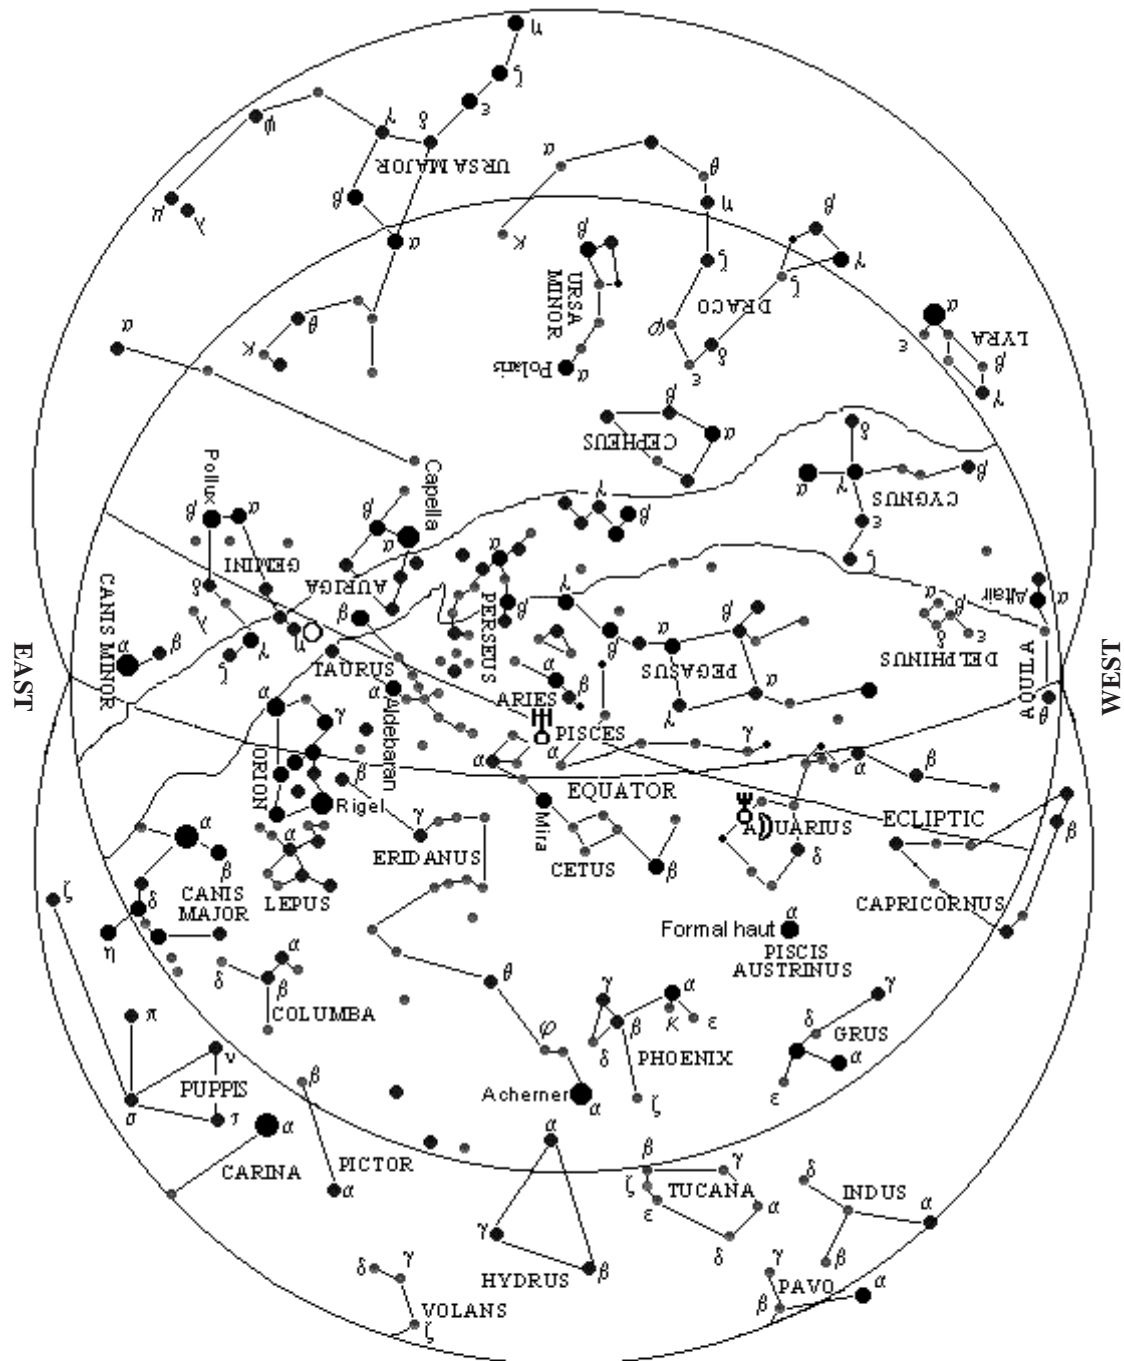 η
ζ
ε
φ
γ
δ
URSA MAJOR
β
μ
λ
α
α
θ
κ
η
β
β
γ
ζ
ζ
URSA
MINOR
DRACO
φ
δ
ε
α
Polaris
α
ε
LYRA
β
γ
α
θ
κ
β
CEPHEUS
α
δ
β
CYGNUS
α
γ
ε
ζ
Pollux
β
α
GEMINI
δ
λ
Capella
β
α
AURIGA
α
PERSEUS
β
γ
β
γ
β
α
β
PEGASUS
α
γ
α
β
δ
ε
DELPHINUS
Altair
α
AQULA
θ
CANIS MINOR
α
β
EAST
WEST
ζ
γ
η
β
TAURUS
α
Aldebaran
α
ARIES
β
PISCES
α
γ
α
γ
ORION
β
Rigel
α
EQUATOR
Mira
CETUS
β
γ
ERIDANUS
α
β
AQUARIUS
δ
ECLIPTIC
β
CAPRICORNUS
α
β
CANIS
MAJOR
δ
η
ζ
α
LEPUS
Formal haut
α
PISCIS
AUSTRINUS
δ
α
β
COLUMBA
θ
φ
γ
α
β
κ
ε
δ
PHOENIX
ζ
γ
δ
GRUS
α
ε
π
ν
PUPPIS
σ
τ
β
PICTOR
α
α
CARINA
Acherner
α
α
γ
β
HYDRUS
β
γ
ζ
TUCANA
ε
α
δ
δ
INDUS
α
β
γ
PAVO
α
β
δ
γ
VOLANS
ζ